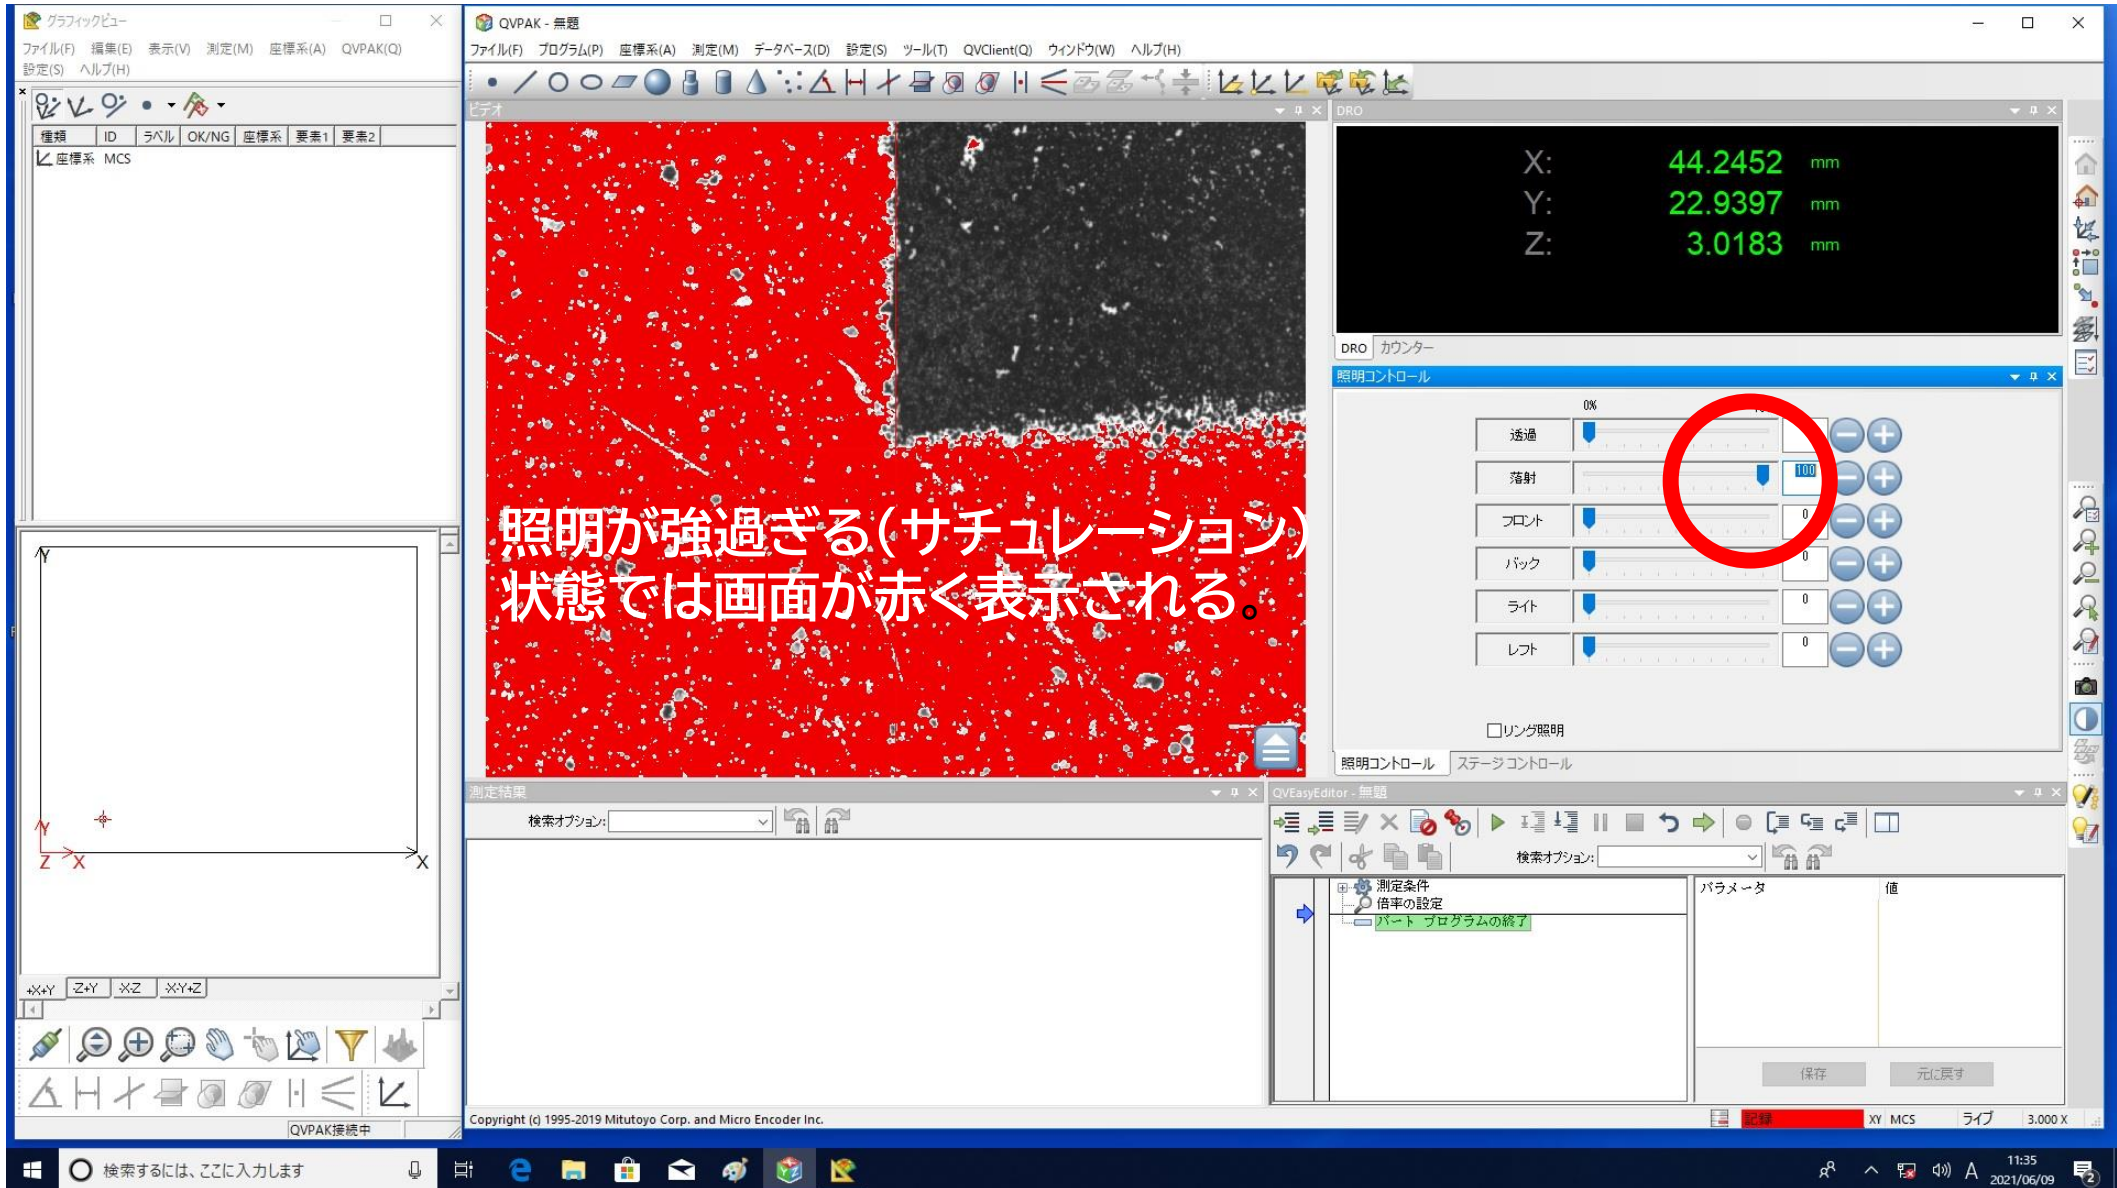 グラフィックビュー
ファイル(F) 編集(E) 表示(V) 測定(M) 座標系(A) QVPAK(Q)
設定(S) ヘルプ(H)
種類 ID ラベル OK/NG 座標系 要素1 要素2
座標系 MCS
Y
Y
Z X
X
+X+Y -Z+Y -X-Z -X-Y+Z
QVPAK接続中
QVPAK - 無題
ファイル(F) プログラム(P) 座標系(A) 測定(M) データベース(D) 設定(S) ツール(T) QVClient(Q) ウィンドウ(W) ヘルプ(H)
ビデオ
照明が強過ぎる(サチュレーション)
状態では画面が赤く表示される。
DRO
X: 44.2452 mm
Y: 22.9397 mm
Z: 3.0183 mm
DRO カウンター
照明コントロール
0%
透過
落射 100
フロント 0
バック 0
ライト 0
レフト 0
リング照明
照明コントロール ステージ コントロール
測定結果
検索オプション:
QVEasyEditor - 無題
検索オプション:
測定条件
倍率の設定
パート プログラムの終了
パラメータ 値
保存 元に戻す
Copyright (c) 1995-2019 Mitutoyo Corp. and Micro Encoder Inc.
記録 XY MCS ライブ 3.000 X
検索するには、ここに入力します
A
11:35
2021/06/09
2